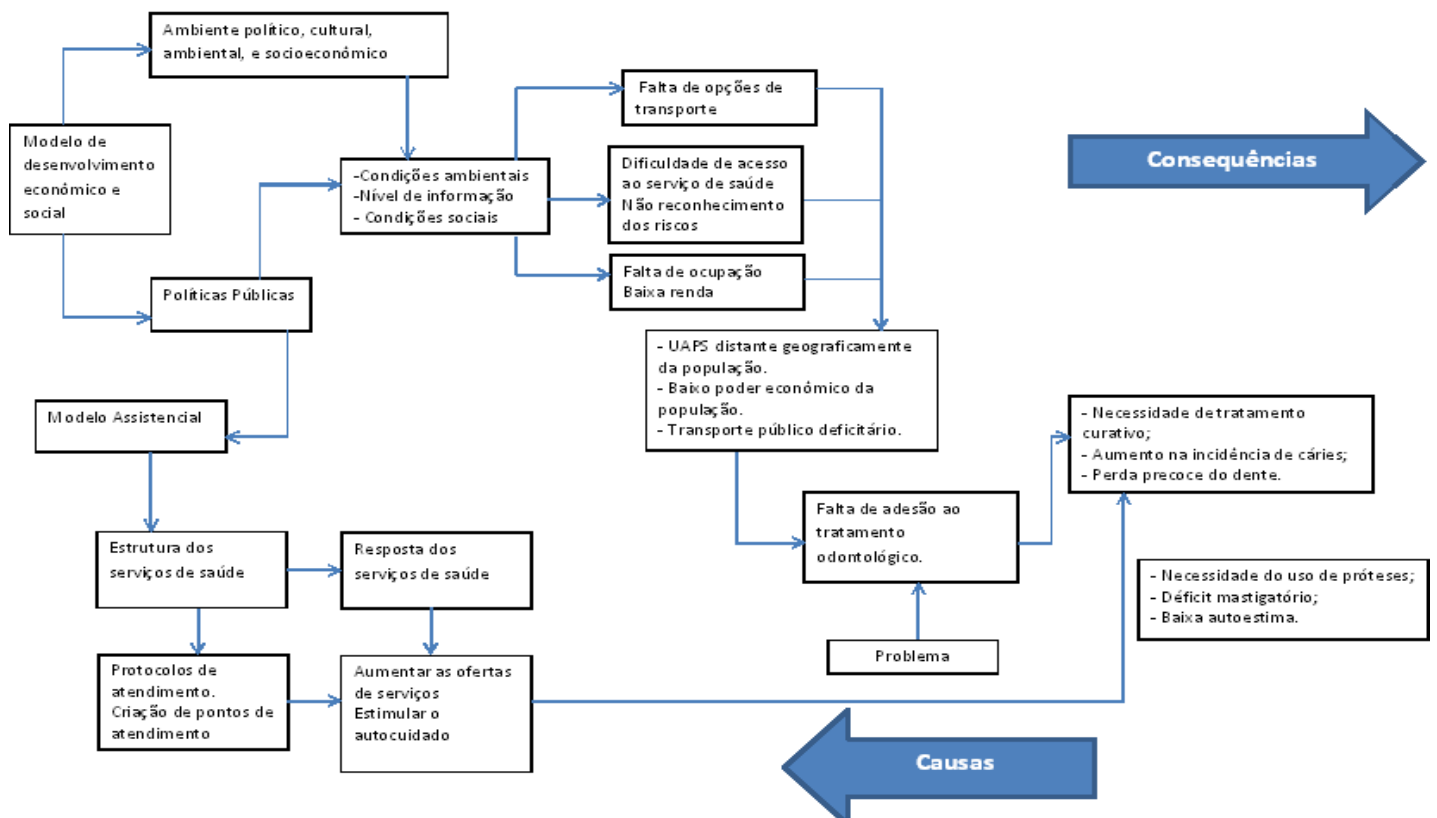 Ambiente político, cultural,
ambiental, e socioeconômico
Falta de opções de
transporte
Consequências
Modelo de
desenvolvimento
económico e
social
-Condições ambientais
-Nível de informação
- Condições sociais
Dificuldade de acesso
ao serviço de saúde
Não reconhecimento
dos riscos
Falta de ocupação
Baixa renda
Políticas Públicas
- UAPS distante geograficamente
da população.
- Baixo poder econômico da
população.
- Transporte público deficitário.
Modelo Assistencial
- Necessidade de tratamento
curativo;
- Aumento na incidência de cáries;
- Perda precoce do dente.
Falta de adesão ao
tratamento
odontológico.
Estrutura dos
serviços de saúde
Resposta dos
serviços de saúde
- Necessidade do uso de próteses;
- Déficit mastigatório;
- Baixa autoestima.
Problema
Protocolos de
atendimento.
Criação de pontos de
atendimento
Aumentar as ofertas
de serviços
Estimular o
autocuidado
Causas